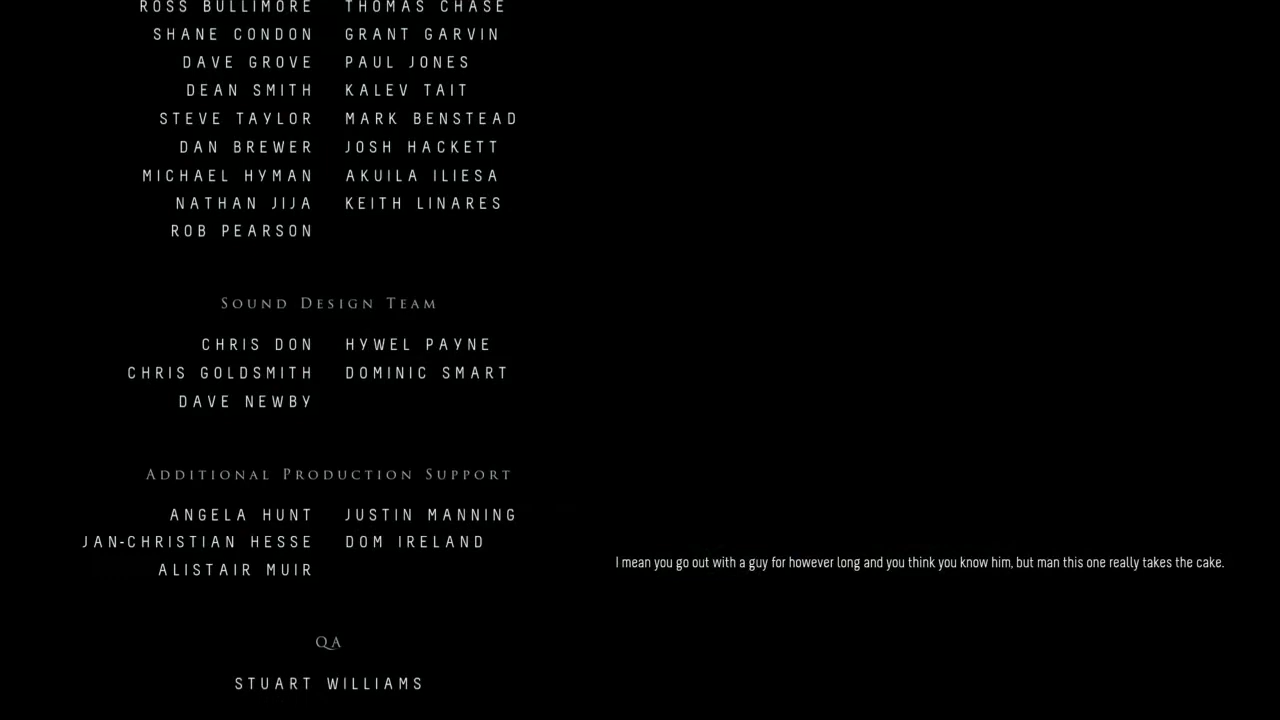 ROSS BULLIMORE THOMAS CHASE
SHANE CONDON GRANT GARVIN
DAVE GROVE PAUL JONES
DEAN SMITH KALEV TAIT
STEVE TAYLOR MARK BENSTEAD
DAN BREWER JOSH HACKETT
MICHAEL HYMAN AKUILA ILIESA
NATHAN JIJA KEITH LINARES
ROB PEARSON
SOUND DESIGN TEAM
CHRIS DON HYWEL PAYNE
CHRIS GOLDSMITH DOMINIC SMART
DAVE NEWBY
ADDITIONAL PRODUCTION SUPPORT
ANGELA HUNT JUSTIN MANNING
JAN-CHRISTIAN HESSE DOM IRELAND
ALISTAIR MUIR
I mean you go out with a guy for however long and you think you know him, but man this one really takes the cake.
QA
STUART WILLIAMS